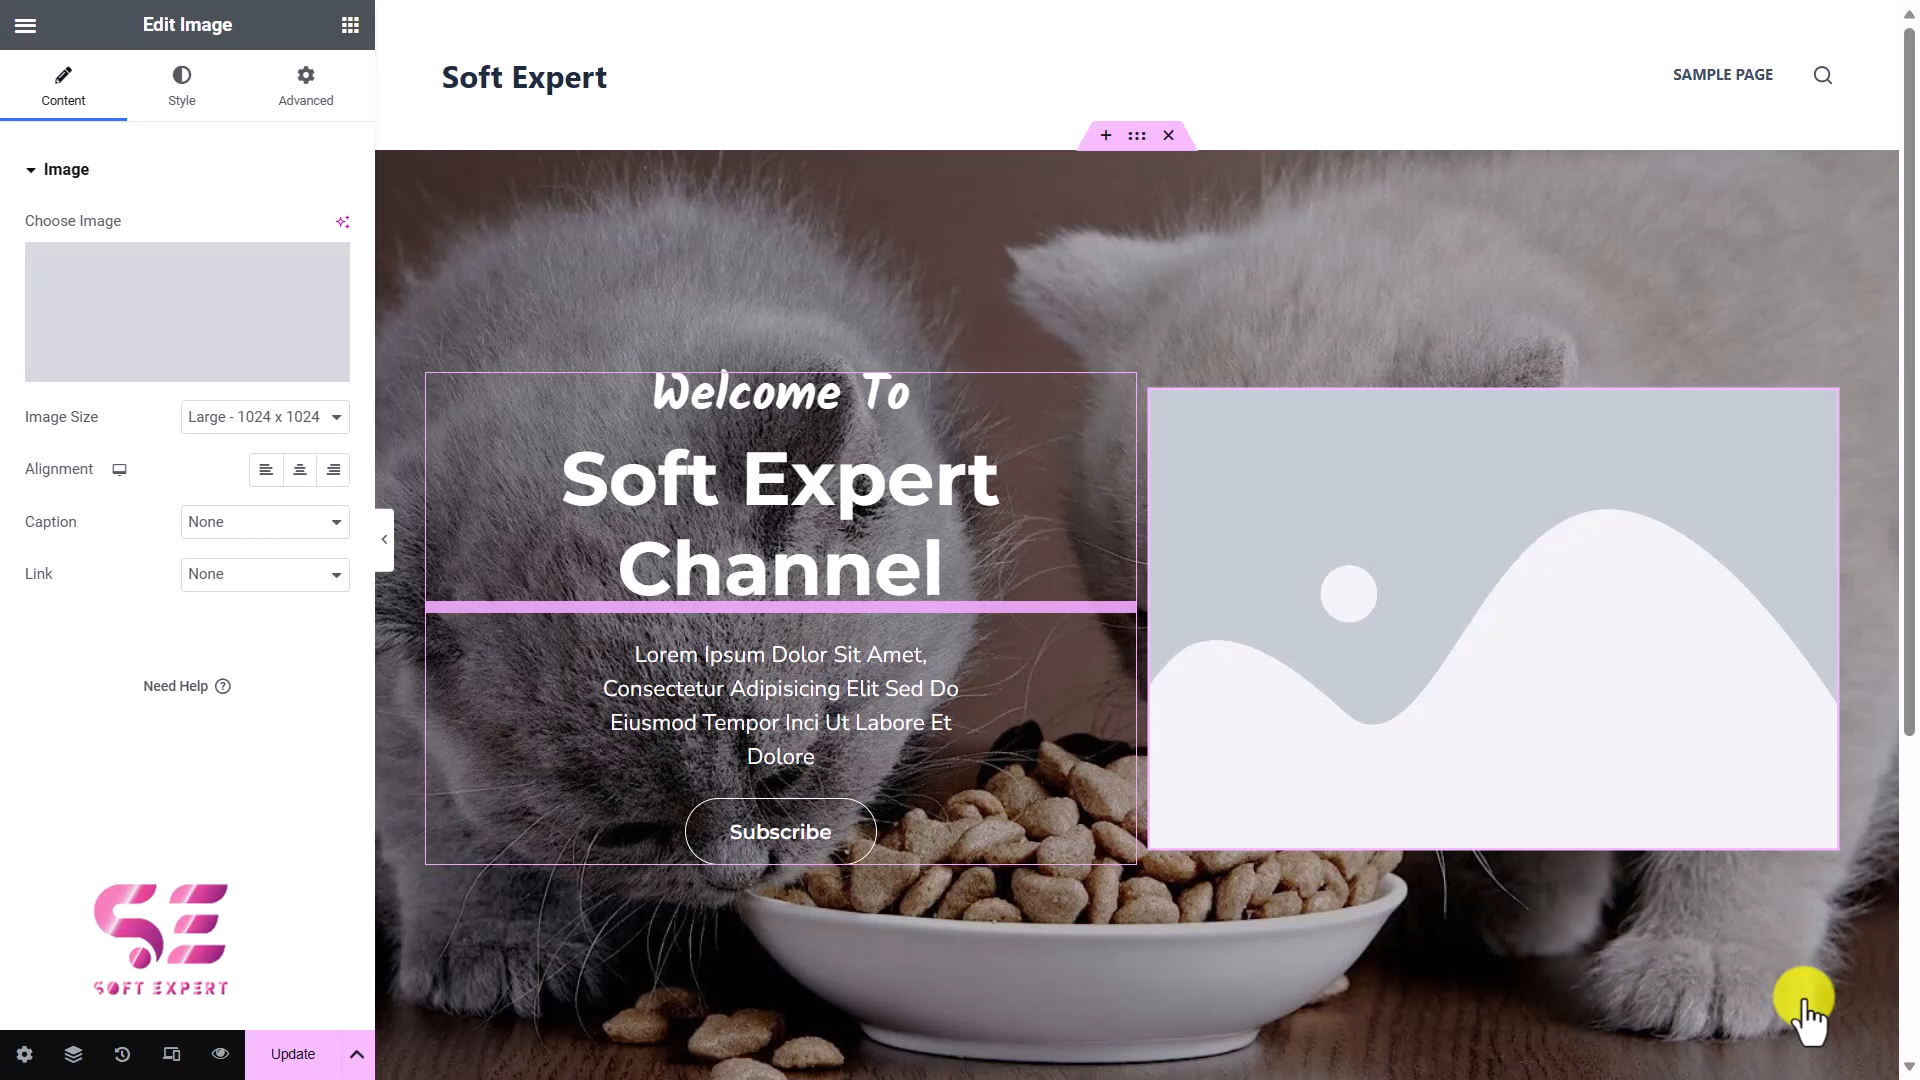 Edit Image
Content
Style
Advanced
Image
Choose Image
Image Size
Large - 1024 x 1024
Alignment
Caption
None
Link
None
Need Help
SE
SOFT EXPERT
Update
Soft Expert
SAMPLE PAGE
Welcome To
Soft Expert
Channel
Lorem Ipsum Dolor Sit Amet,
Consectetur Adipisicing Elit Sed Do
Eiusmod Tempor Inci Ut Labore Et
Dolore
Subscribe